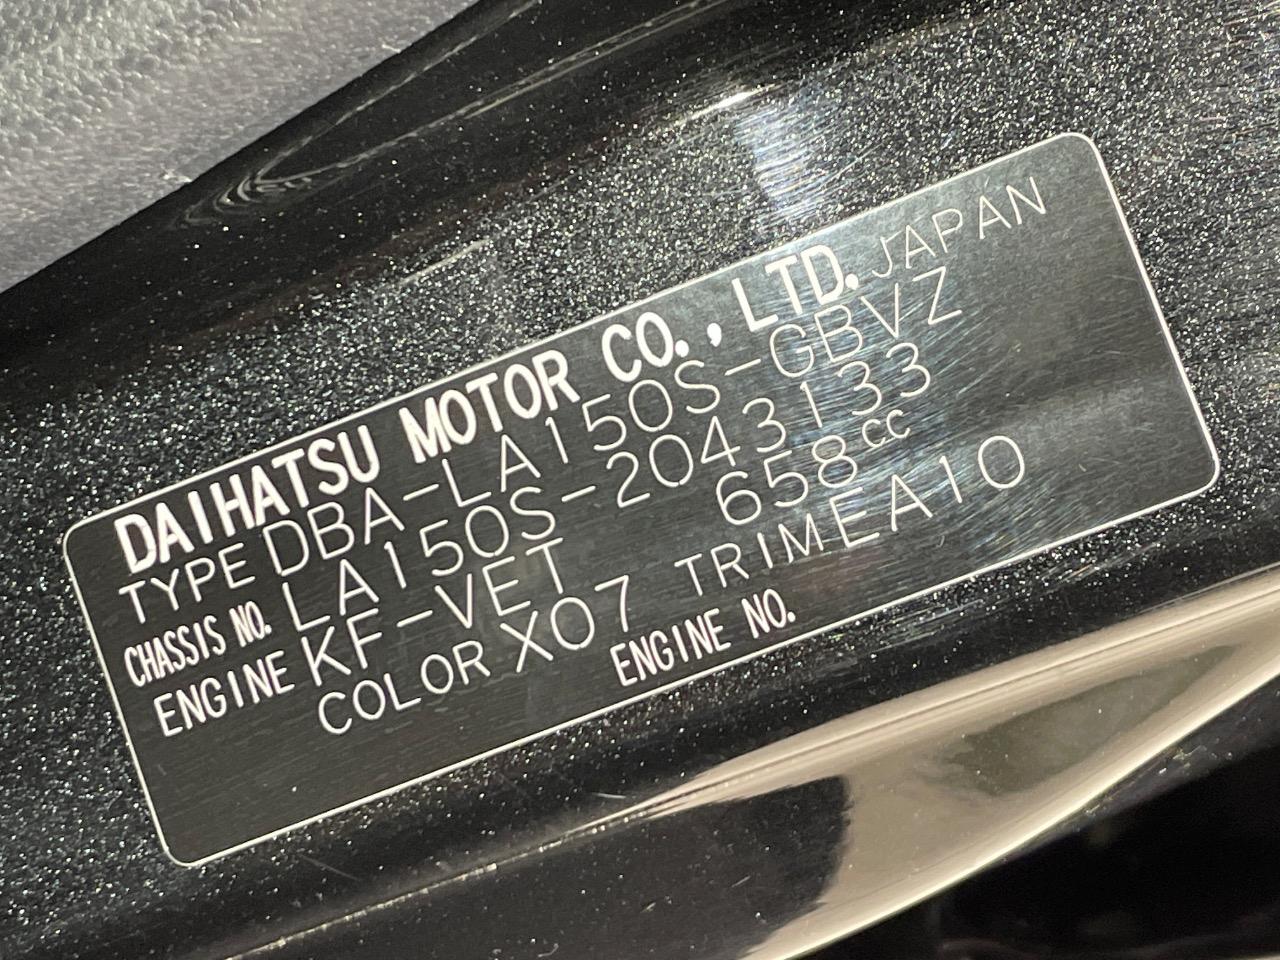 DAIHATSU MOTOR CO., LTD. JAPAN
TYPE DBA-LA150S-GBVZ
CHASSIS NO. LA150S-2043133
ENGINE KF-VET 658cc
COLOR X07 TRIM EA10
ENGINE NO.